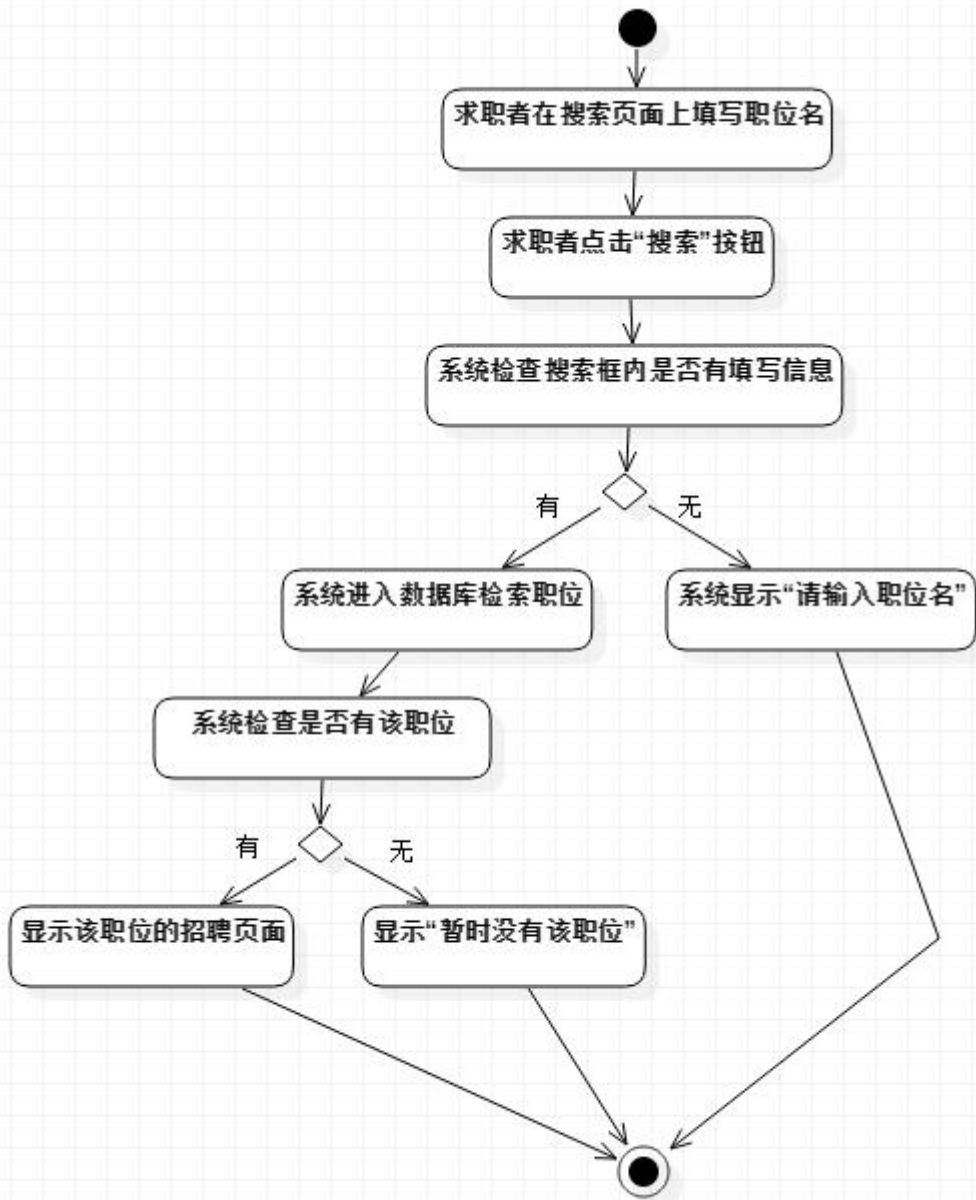 求职者在搜索页面上填写职位名
求职者点击“搜索”按钮
系统检查搜索框内是否有填写信息
有
无
系统进入数据库检索职位
系统显示“请输入职位名”
系统检查是否有该职位
有
无
显示该职位的招聘页面
显示“暂时没有该职位”